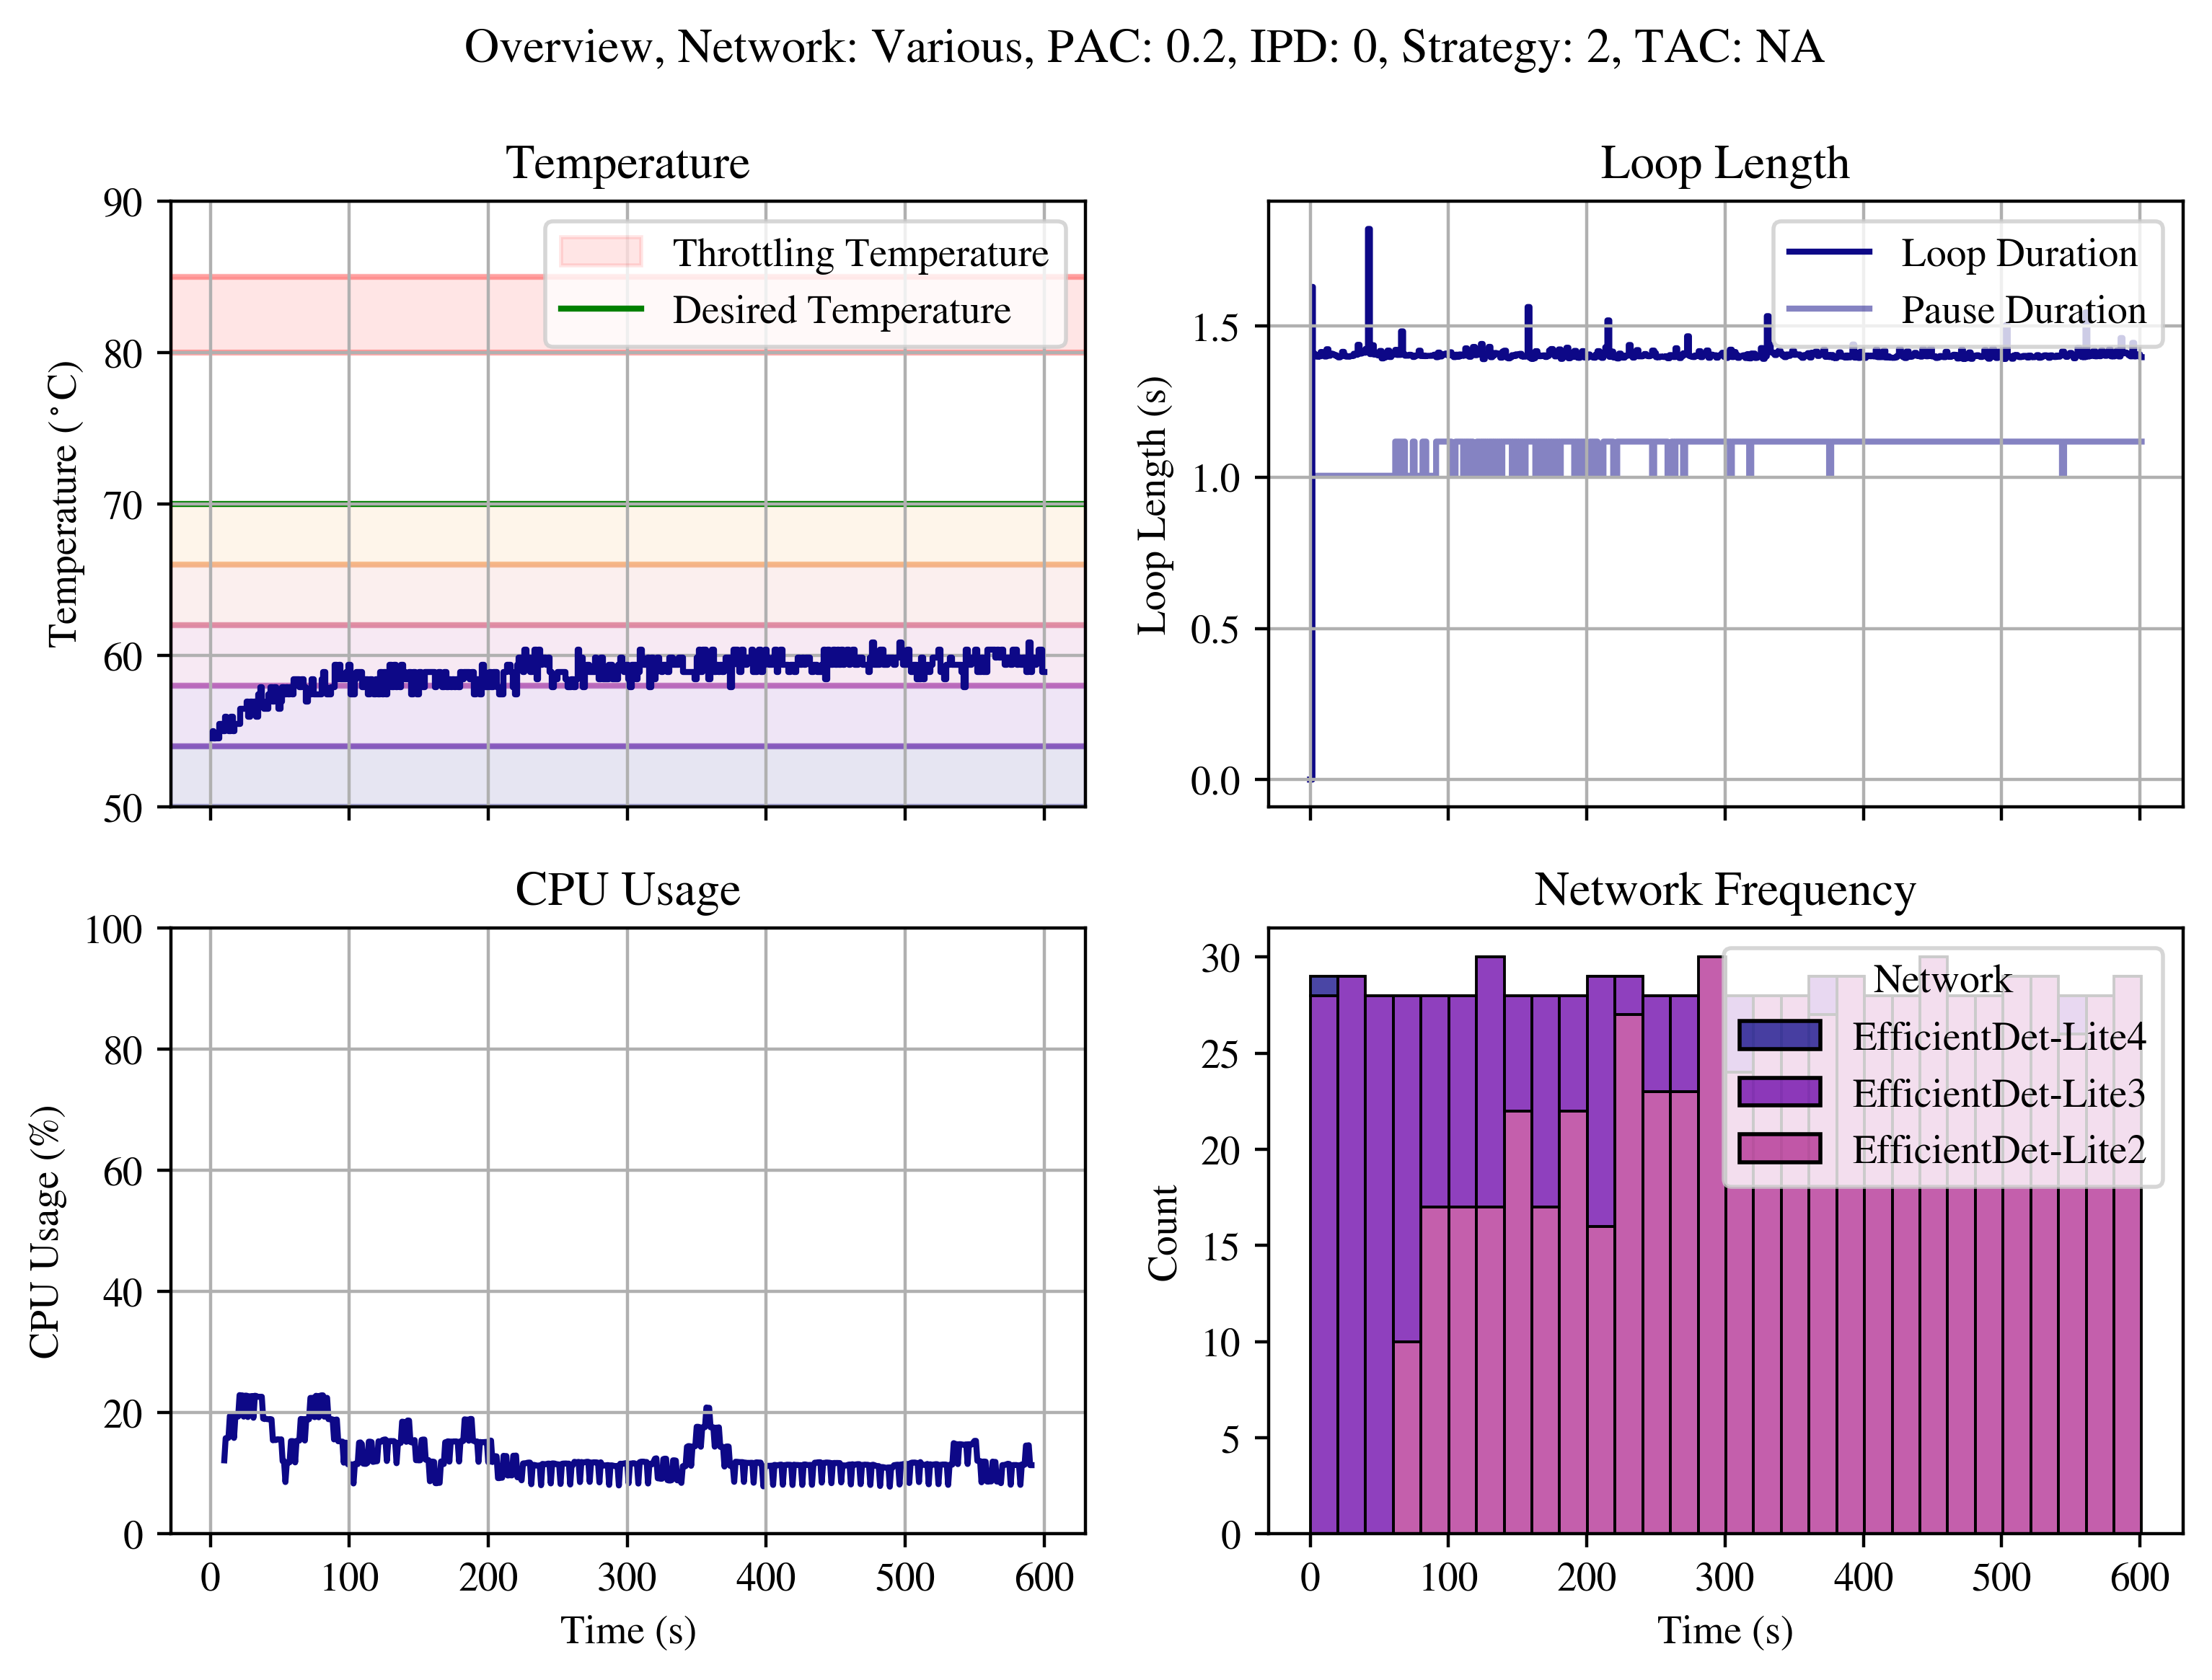 Overview, Network: Various, PAC: 0.2, IPD: 0, Strategy: 2, TAC: NA
Temperature
90
80
70
60
50
Temperature (°C)
Throttling Temperature
Desired Temperature
Loop Length
1.5
1.0
0.5
0.0
Loop Length (s)
Loop Duration
Pause Duration
CPU Usage
100
80
60
40
20
0
CPU Usage (%)
0 100 200 300 400 500 600
Time (s)
Network Frequency
30
25
20
15
10
5
0
Count
Network
EfficientDet-Lite4
EfficientDet-Lite3
EfficientDet-Lite2
0 100 200 300 400 500 600
Time (s)